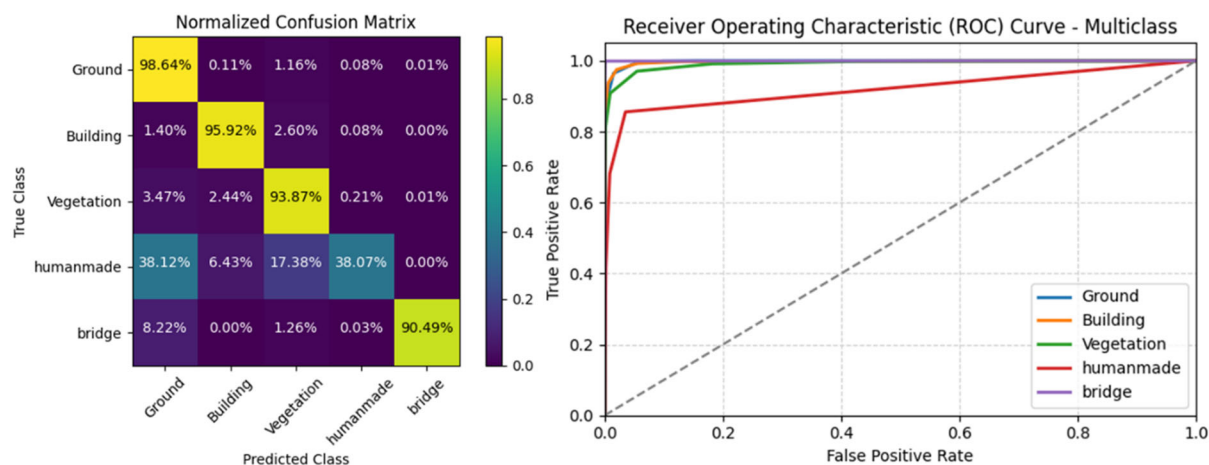 Normalized Confusion Matrix
True Class
Ground
98.64% 0.11% 1.16% 0.08% 0.01%
Building
1.40% 95.92% 2.60% 0.08% 0.00%
Vegetation
3.47% 2.44% 93.87% 0.21% 0.01%
humanmade
38.12% 6.43% 17.38% 38.07% 0.00%
bridge
8.22% 0.00% 1.26% 0.03% 90.49%
Ground
Building
Vegetation
humanmade
bridge
Predicted Class
0.8
0.6
0.4
0.2
0.0
Receiver Operating Characteristic (ROC) Curve - Multiclass
True Positive Rate
1.0
0.8
0.6
0.4
0.2
0.0
0.0 0.2 0.4 0.6 0.8 1.0
False Positive Rate
Ground
Building
Vegetation
humanmade
bridge